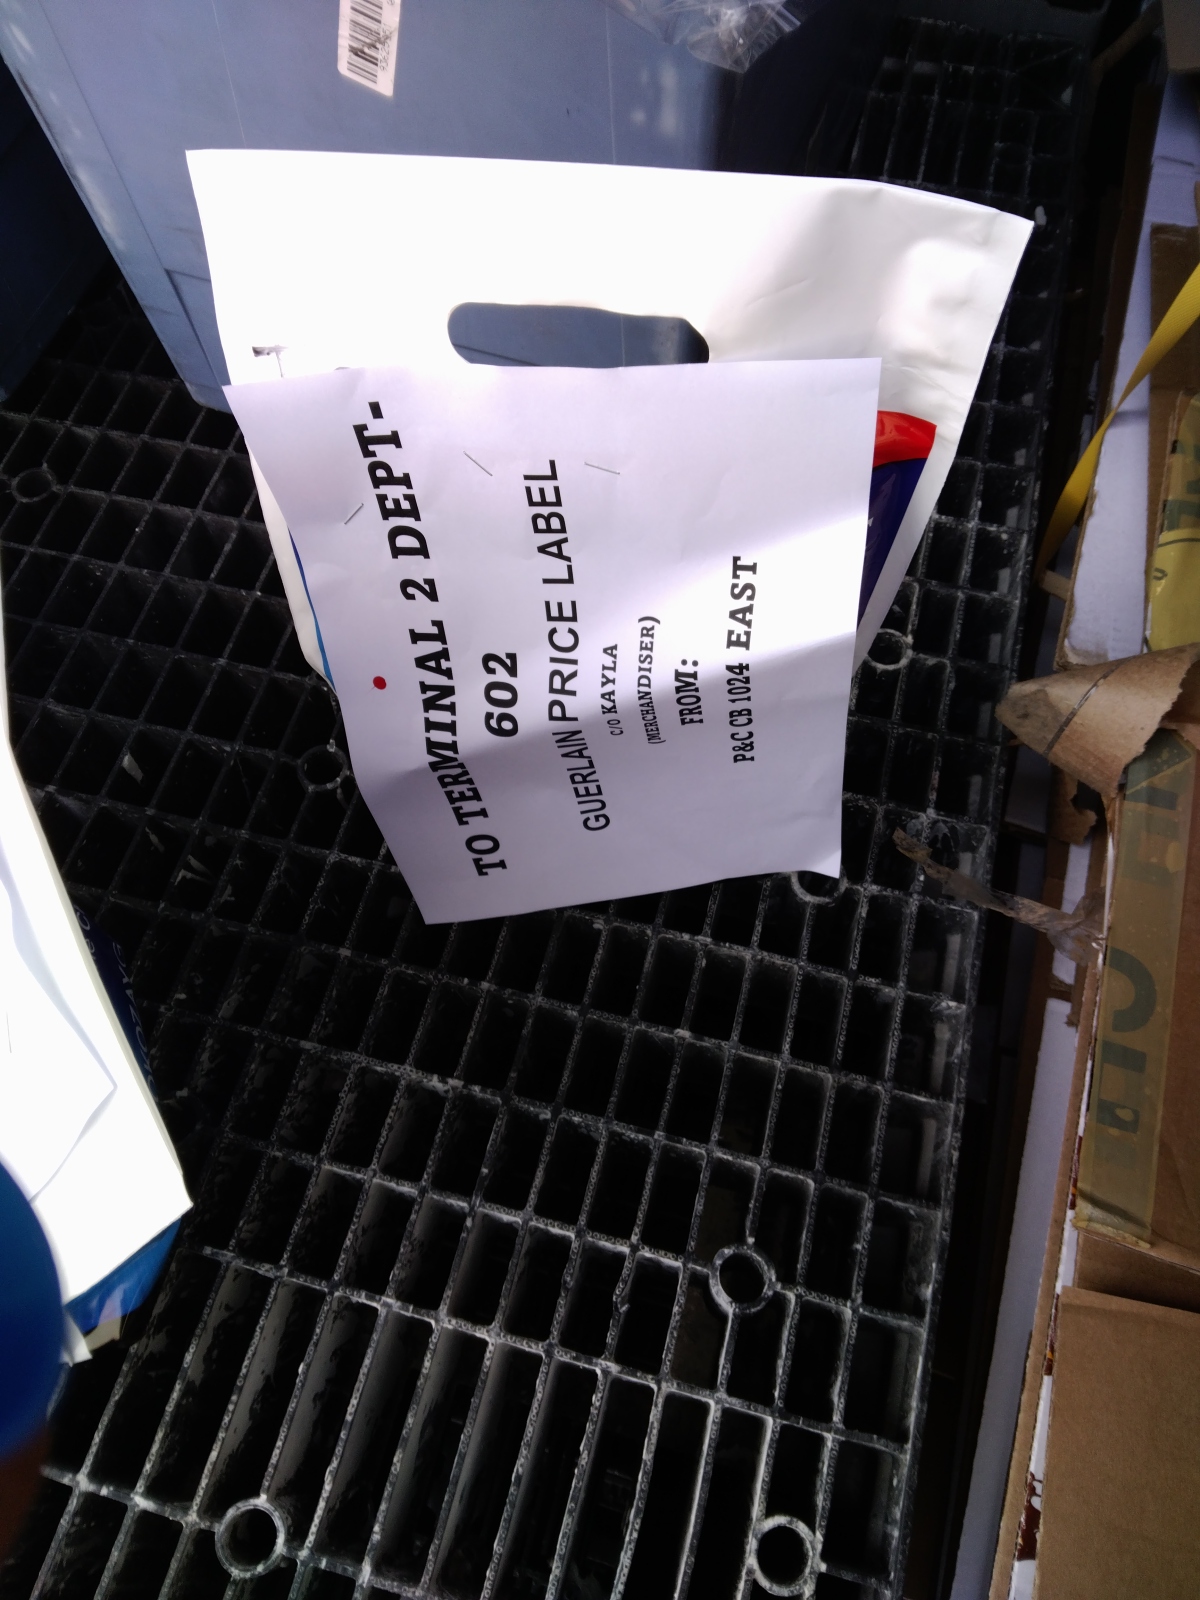 TO TERMINAL 2 DEPT-
602
GUERLAIN PRICE LABEL
C/O KAYLA
(MERCHANDISER)
FROM:
P&C CB 1024 EAST